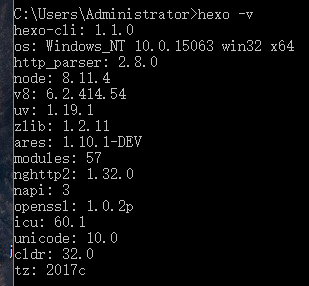 C:\Users\Administrator>hexo -v
hexo-cli: 1.1.0
os: Windows_NT 10.0.15063 win32 x64
http_parser: 2.8.0
node: 8.11.4
v8: 6.2.414.54
uv: 1.19.1
zlib: 1.2.11
ares: 1.10.1-DEV
modules: 57
nghttp2: 1.32.0
napi: 3
openssl: 1.0.2p
icu: 60.1
unicode: 10.0
cldr: 32.0
tz: 2017c